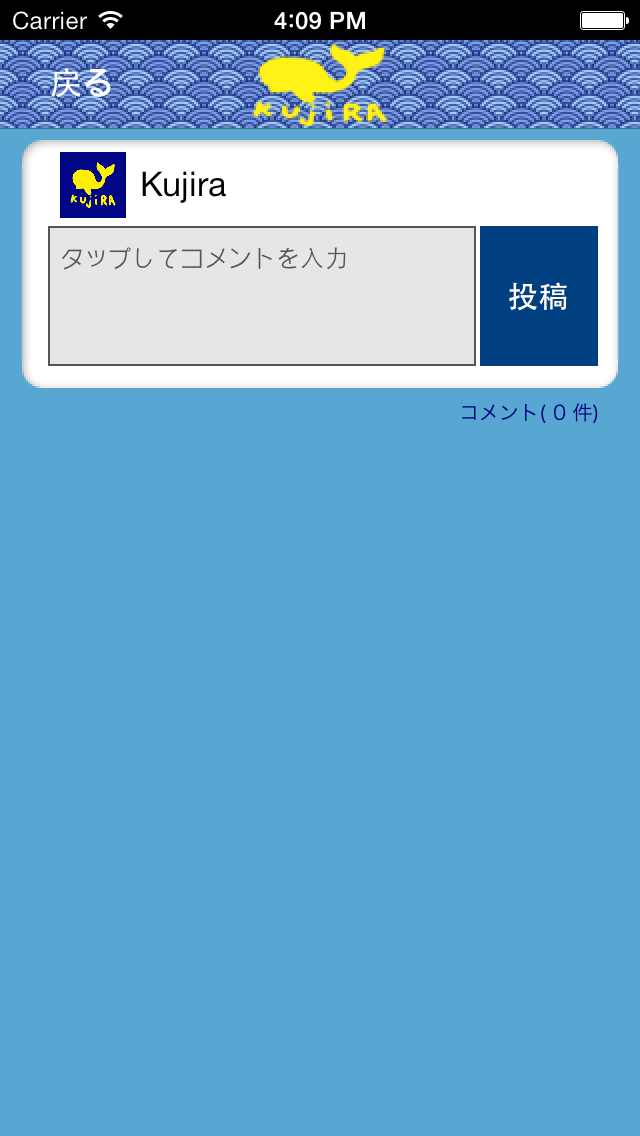 Carrier 4:09 PM
戻る
KUJIRA
KUJIRA
Kujira
タップしてコメントを入力
投稿
コメント( 0 件)